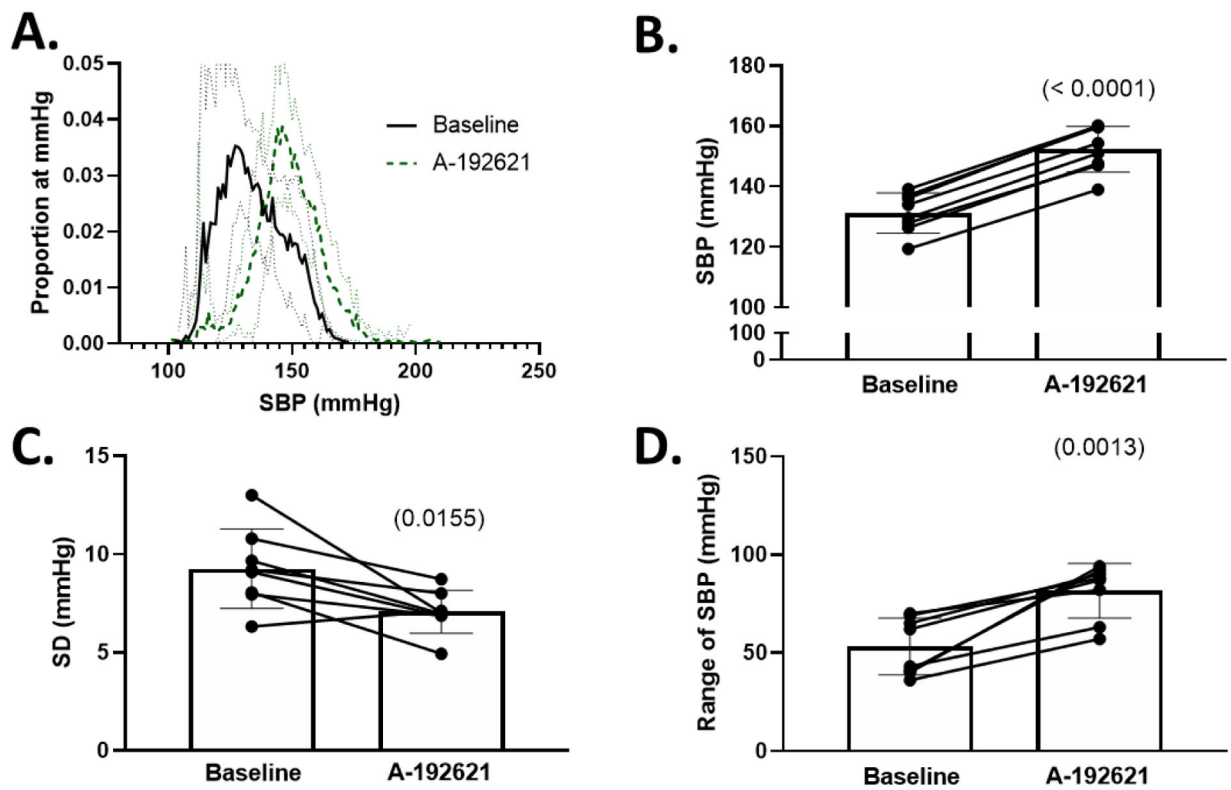 A.
0.05
0.04
0.03
0.02
0.01
0.00
Proportion at mmHg
100
150
200
250
SBP (mmHg)
Baseline
A-192621
B.
180
160
140
120
100
100
0
SBP (mmHg)
(< 0.0001)
Baseline
A-192621
C.
15
10
5
0
SD (mmHg)
(0.0155)
Baseline
A-192621
D.
150
100
50
0
Range of SBP (mmHg)
(0.0013)
Baseline
A-192621